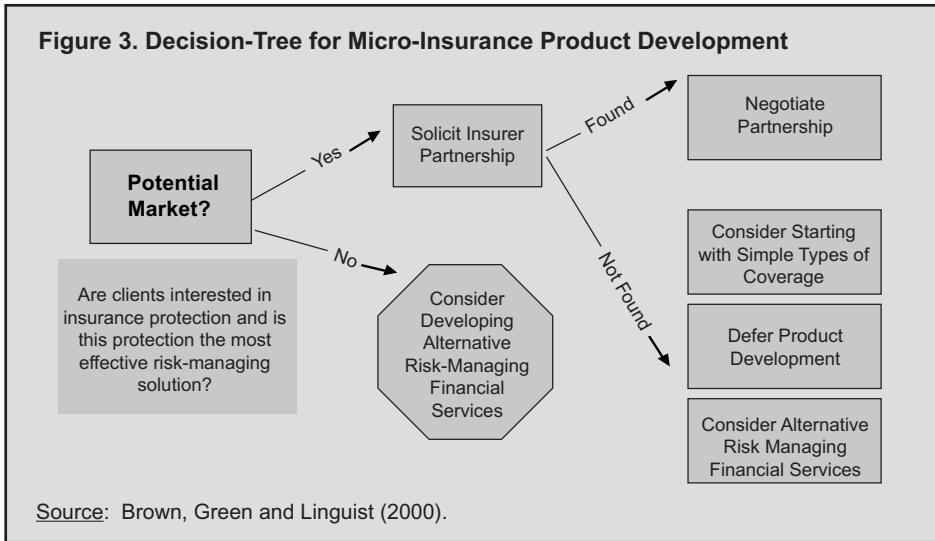 Figure 3. Decision-Tree for Micro-Insurance Product Development
Potential
Market?
Are clients interested in
insurance protection and is
this protection the most
effective risk-managing
solution?
Yes
No
Solicit Insurer
Partnership
Consider
Developing
Alternative
Risk-Managing
Financial
Services
Found
Not Found
Negotiate
Partnership
Consider Starting
with Simple Types of
Coverage
Defer Product
Development
Consider Alternative
Risk Managing
Financial Services
Source: Brown, Green and Linguist (2000).